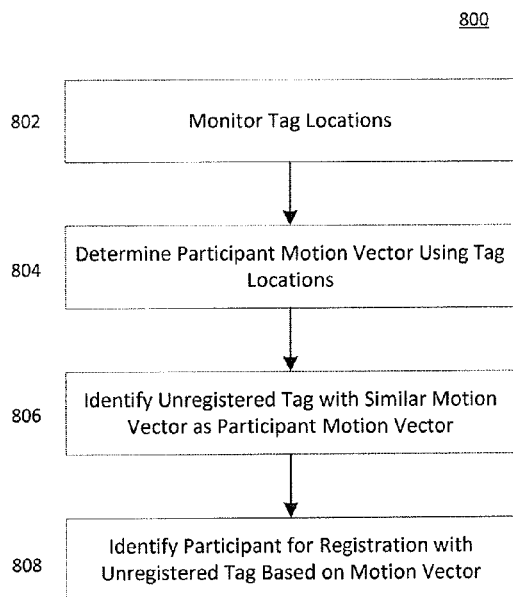 800
802
Monitor Tag Locations
804
Determine Participant Motion Vector Using Tag
Locations
806
Identify Unregistered Tag with Similar Motion
Vector as Participant Motion Vector
808
Identify Participant for Registration with
Unregistered Tag Based on Motion Vector